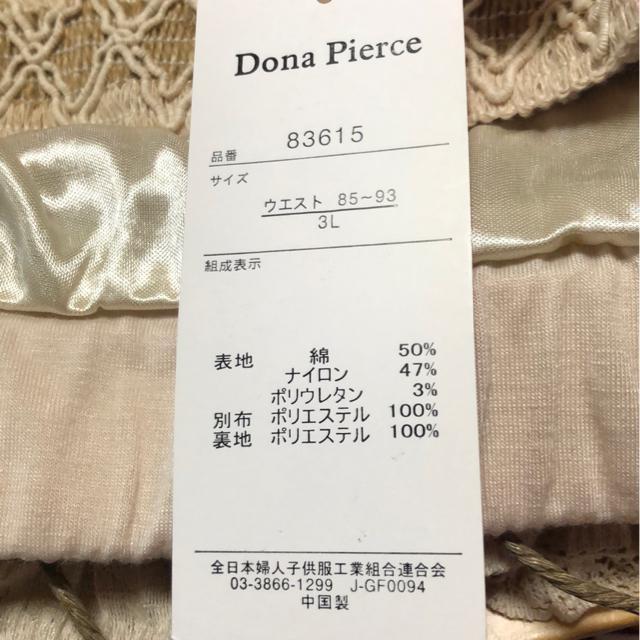 Dona Pierce
品番 83615
サイズ
ウエスト 85～93
3L
組成表示
表地 綿 50%
ナイロン 47%
ポリウレタン 3%
別布 ポリエステル 100%
裏地 ポリエステル 100%
全日本婦人子供服工業組合連合会
03-3866-1299 J-GF0094
中国製